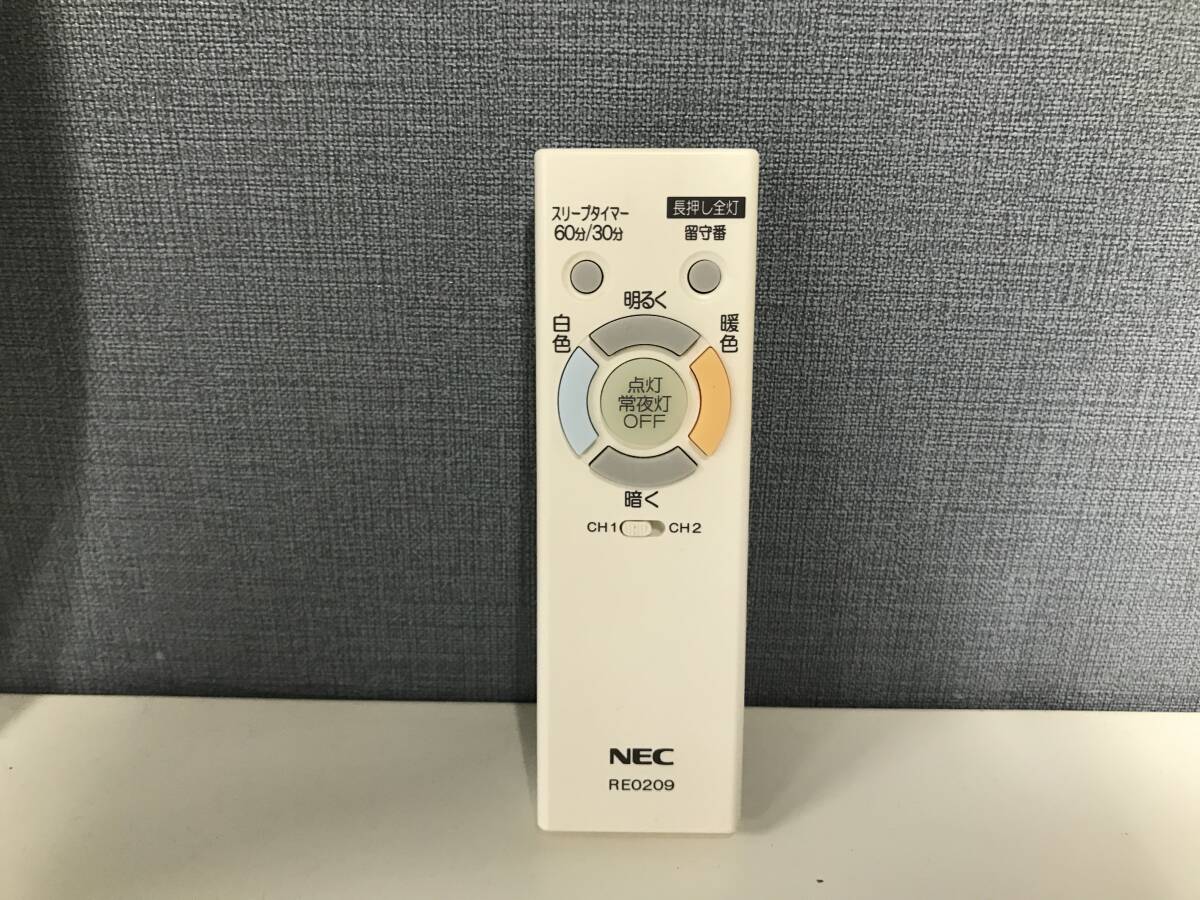 スリープタイマー
60分/30分
長押し全灯
留守番
明るく
白色
暖色
点灯
常夜灯
OFF
暗く
CH1 CH2
NEC
RE0209